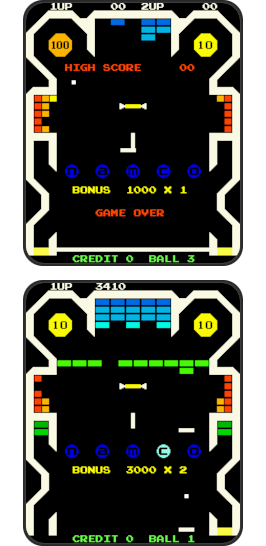 1UP 00 2UP 00
100 10
HIGH SCORE 00
n a m c o
BONUS 1000 X 1
GAME OVER
CREDIT 0 BALL 3
1UP 3410
10 10
n a m c o
BONUS 3000 X 2
CREDIT 0 BALL 1